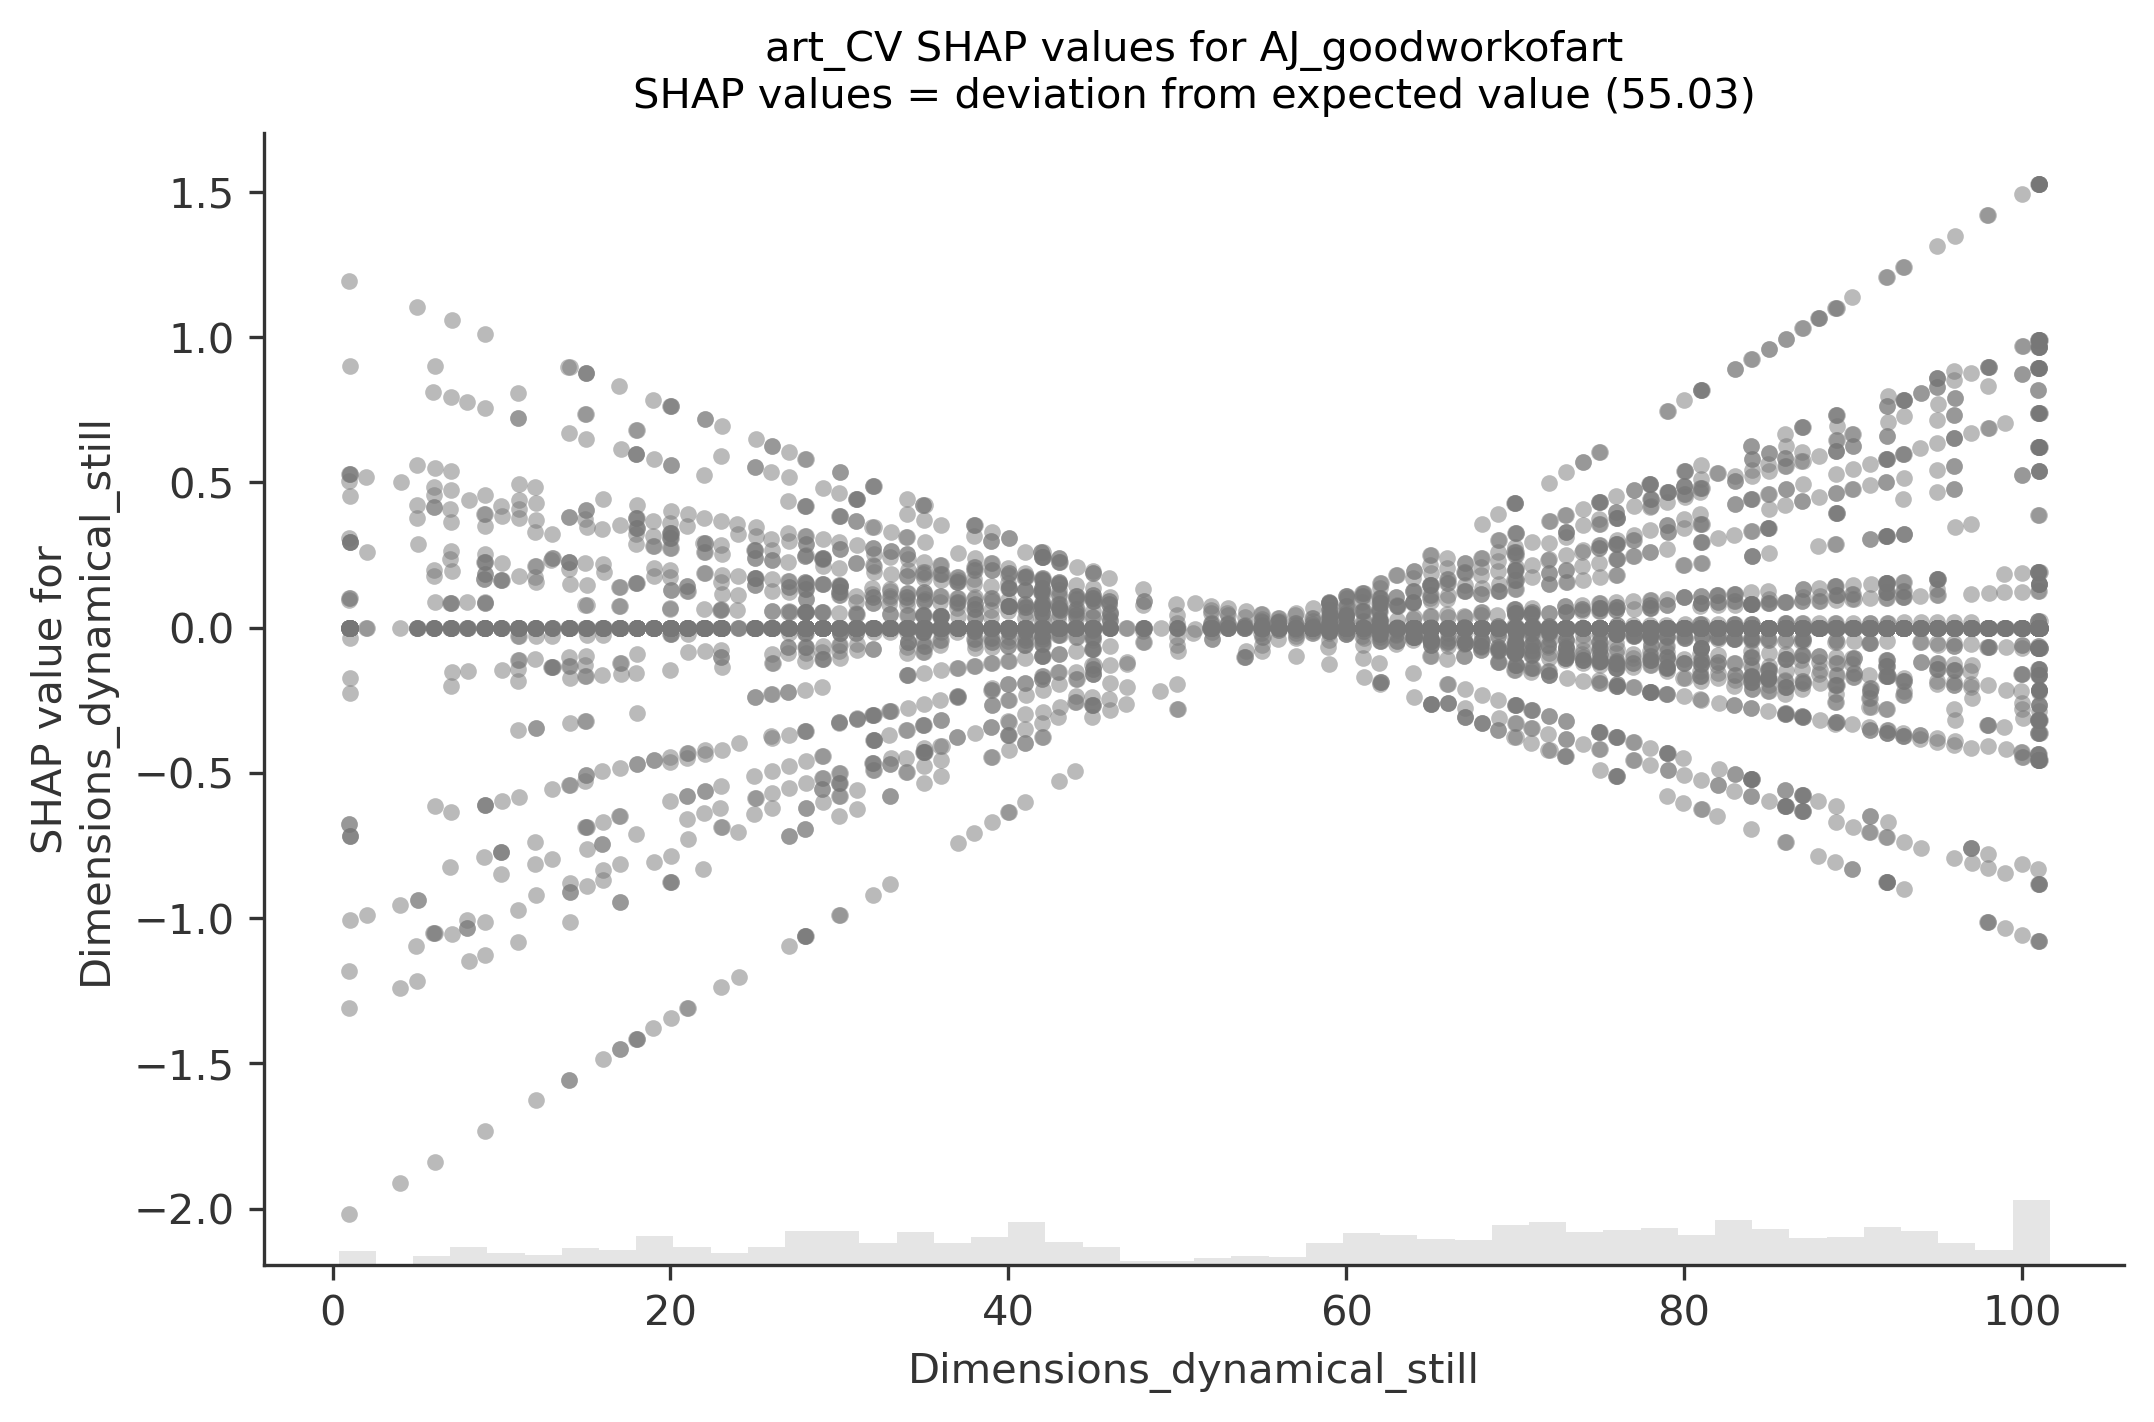 art_CV SHAP values for AJ_goodworkofart
SHAP values = deviation from expected value (55.03)
SHAP value for
Dimensions_dynamical_still
1.5
1.0
0.5
0.0
−0.5
−1.0
−1.5
−2.0
0 20 40 60 80 100
Dimensions_dynamical_still